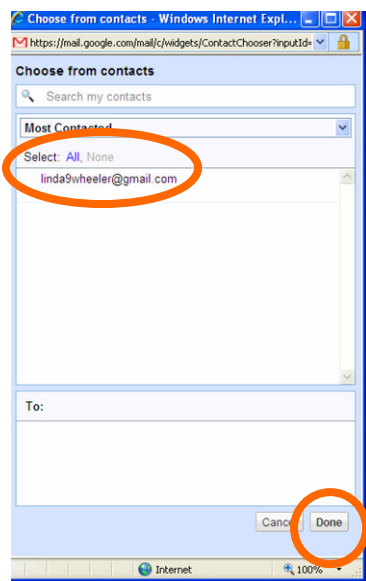 Choose from contacts - Windows Internet Expl...
https://mail.google.com/mail/c/widgets/ContactChooser?inputId=
Choose from contacts
Search my contacts
Most Contacted
Select: All, None
linda9wheeler@gmail.com
To:
Cancel Done
Internet 100%